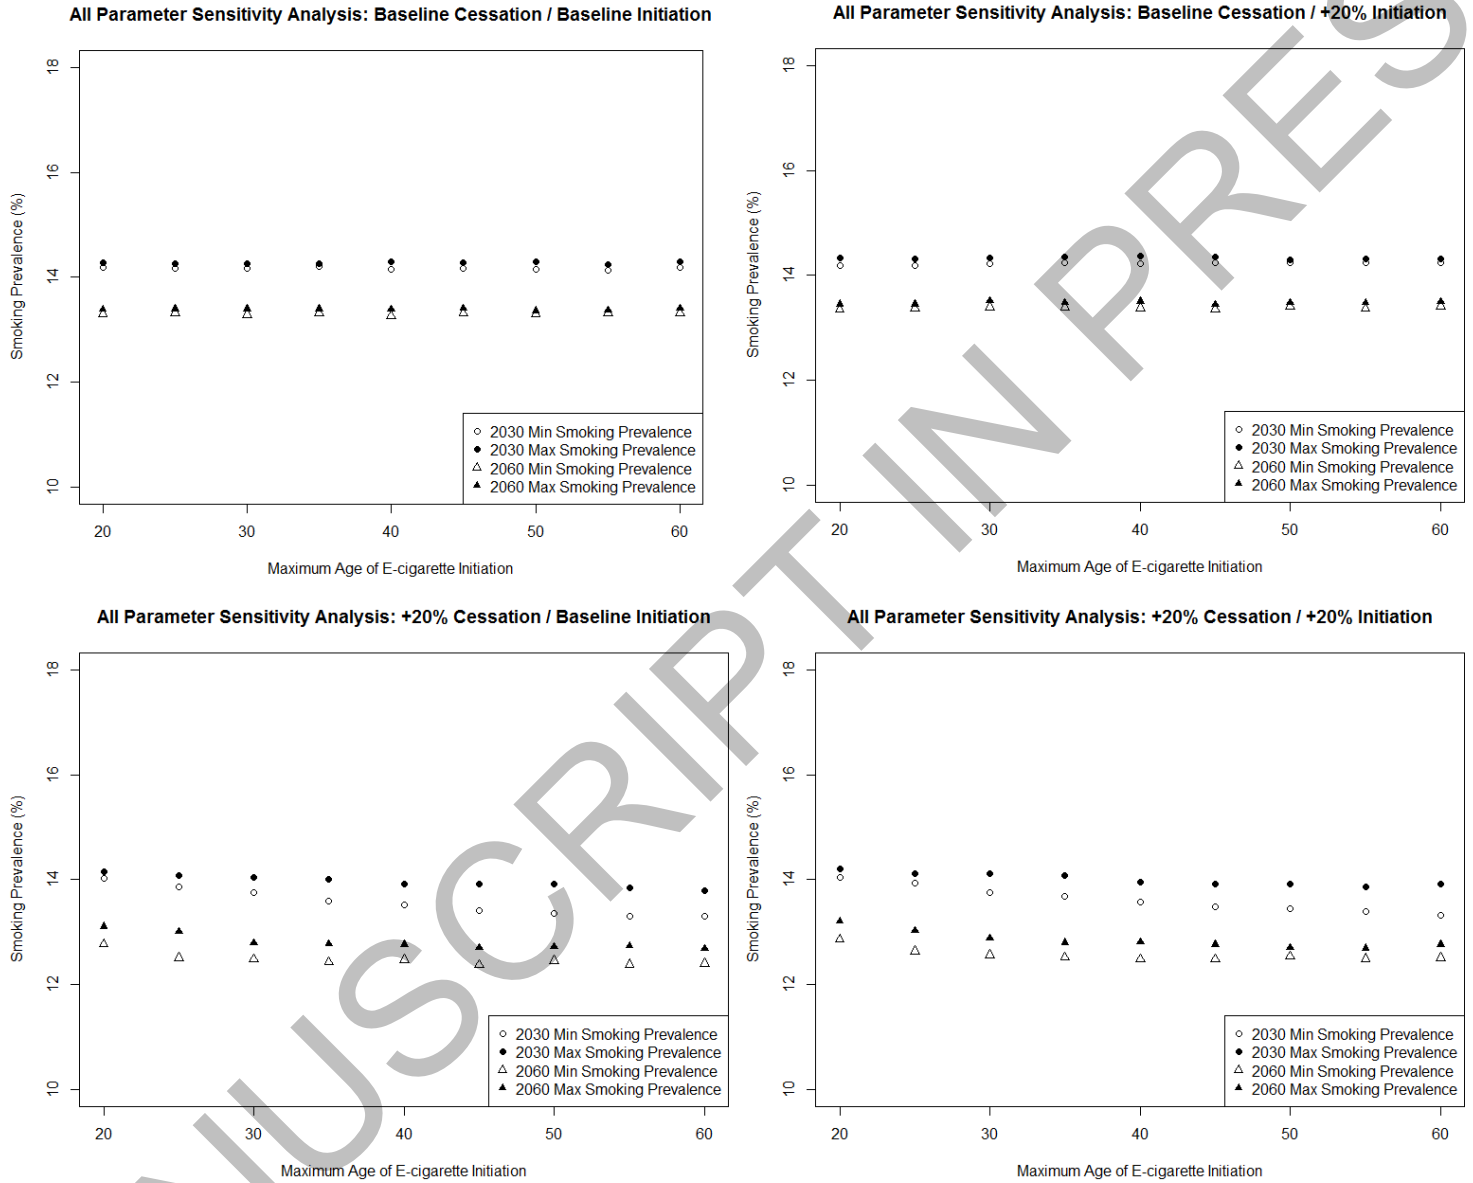 All Parameter Sensitivity Analysis: Baseline Cessation / Baseline Initiation
Smoking Prevalence (%)
18
16
14
12
10
2030 Min Smoking Prevalence
2030 Max Smoking Prevalence
2060 Min Smoking Prevalence
2060 Max Smoking Prevalence
20 30 40 50 60
Maximum Age of E-cigarette Initiation
All Parameter Sensitivity Analysis: Baseline Cessation / +20% Initiation
Smoking Prevalence (%)
18
16
14
12
10
2030 Min Smoking Prevalence
2030 Max Smoking Prevalence
2060 Min Smoking Prevalence
2060 Max Smoking Prevalence
20 30 40 50 60
Maximum Age of E-cigarette Initiation
All Parameter Sensitivity Analysis: +20% Cessation / Baseline Initiation
Smoking Prevalence (%)
18
16
14
12
10
2030 Min Smoking Prevalence
2030 Max Smoking Prevalence
2060 Min Smoking Prevalence
2060 Max Smoking Prevalence
20 30 40 50 60
Maximum Age of E-cigarette Initiation
All Parameter Sensitivity Analysis: +20% Cessation / +20% Initiation
Smoking Prevalence (%)
18
16
14
12
10
2030 Min Smoking Prevalence
2030 Max Smoking Prevalence
2060 Min Smoking Prevalence
2060 Max Smoking Prevalence
20 30 40 50 60
Maximum Age of E-cigarette Initiation
NUSCRIPT IN PRES